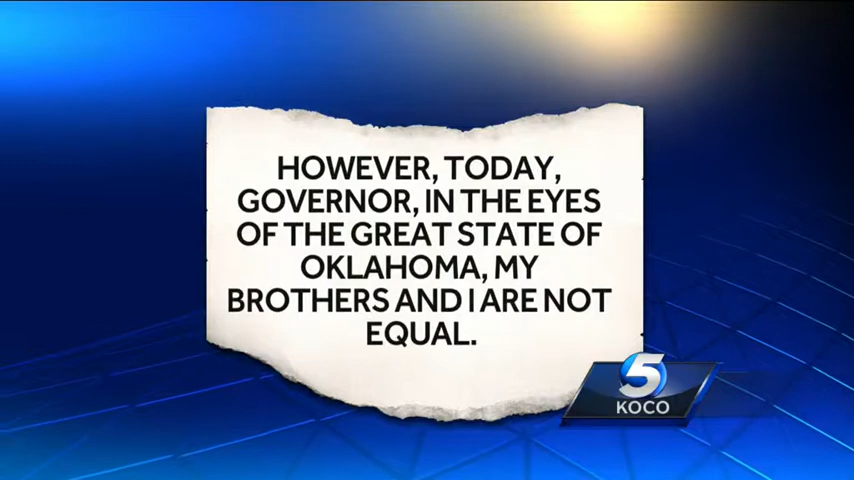 HOWEVER, TODAY,
GOVERNOR, IN THE EYES
OF THE GREAT STATE OF
OKLAHOMA, MY
BROTHERS AND I ARE NOT
EQUAL.
5
KOCO